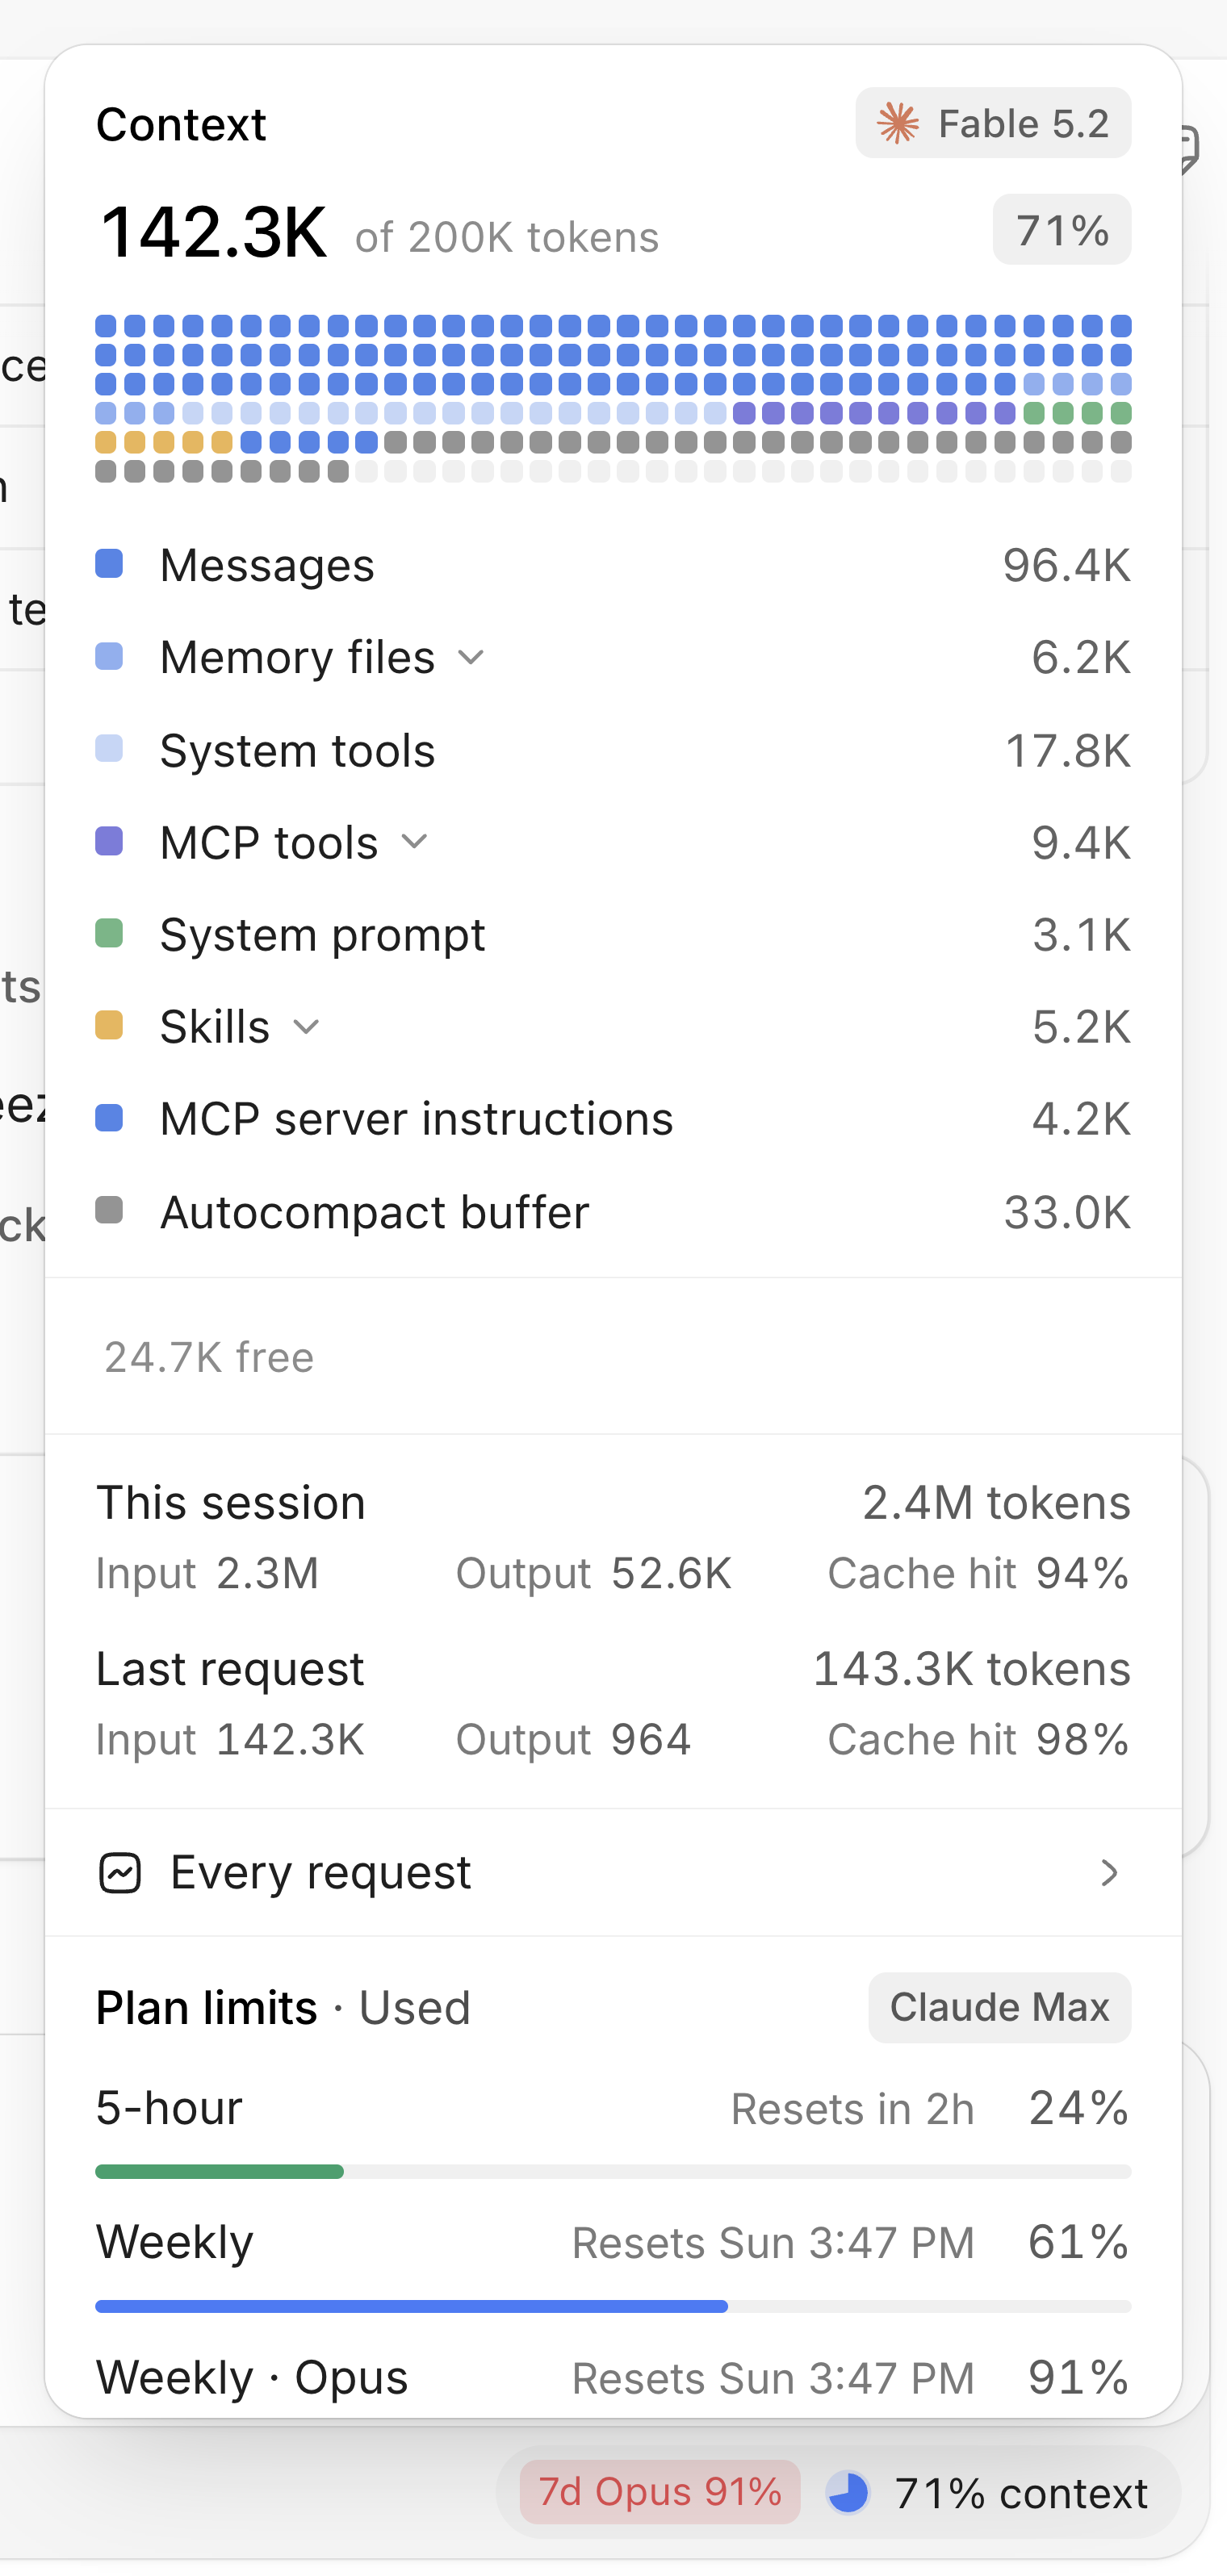 Context
Fable 5.2
142.3K of 200K tokens
71%
Messages 96.4K
Memory files 6.2K
System tools 17.8K
MCP tools 9.4K
System prompt 3.1K
Skills 5.2K
MCP server instructions 4.2K
Autocompact buffer 33.0K
24.7K free
This session 2.4M tokens
Input 2.3M Output 52.6K Cache hit 94%
Last request 143.3K tokens
Input 142.3K Output 964 Cache hit 98%
Every request
Plan limits · Used Claude Max
5-hour Resets in 2h 24%
Weekly Resets Sun 3:47 PM 61%
Weekly · Opus Resets Sun 3:47 PM 91%
7d Opus 91% 71% context